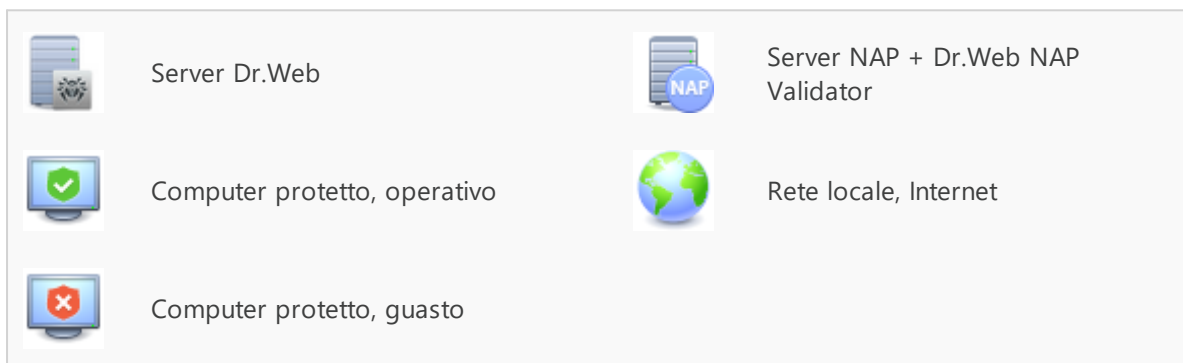 Server Dr.Web
NAP
Server NAP + Dr.Web NAP
Validator
Computer protetto, operativo
Rete locale, Internet
Computer protetto, guasto